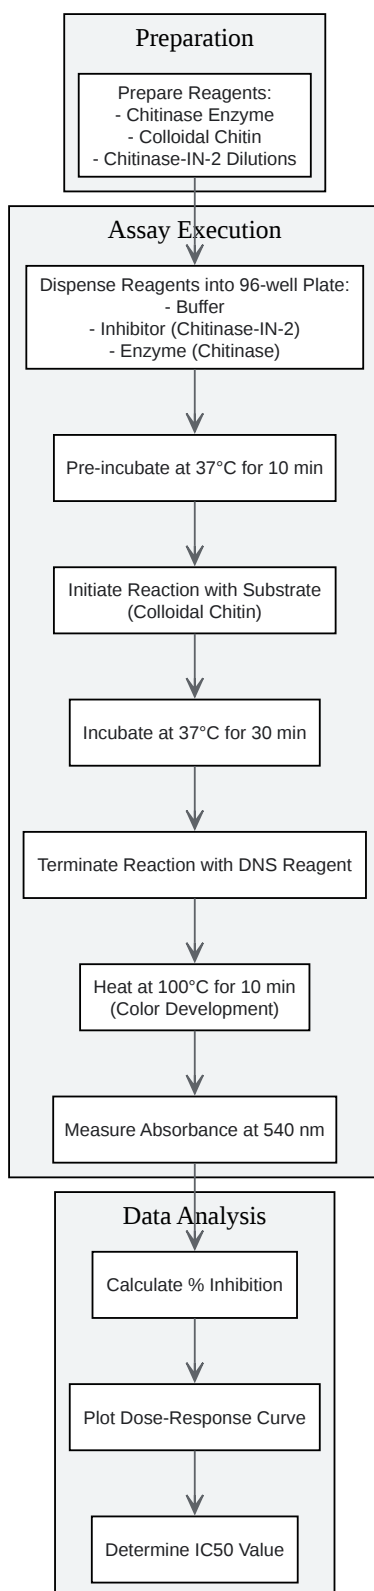 Preparation
Prepare Reagents:
- Chitinase Enzyme
- Colloidal Chitin
- Chitinase-IN-2 Dilutions
Assay Execution
Dispense Reagents into 96-well Plate:
- Buffer
- Inhibitor (Chitinase-IN-2)
- Enzyme (Chitinase)
Pre-incubate at 37°C for 10 min
Initiate Reaction with Substrate
(Colloidal Chitin)
Incubate at 37°C for 30 min
Terminate Reaction with DNS Reagent
Heat at 100°C for 10 min
(Color Development)
Measure Absorbance at 540 nm
Data Analysis
Calculate % Inhibition
Plot Dose-Response Curve
Determine IC50 Value